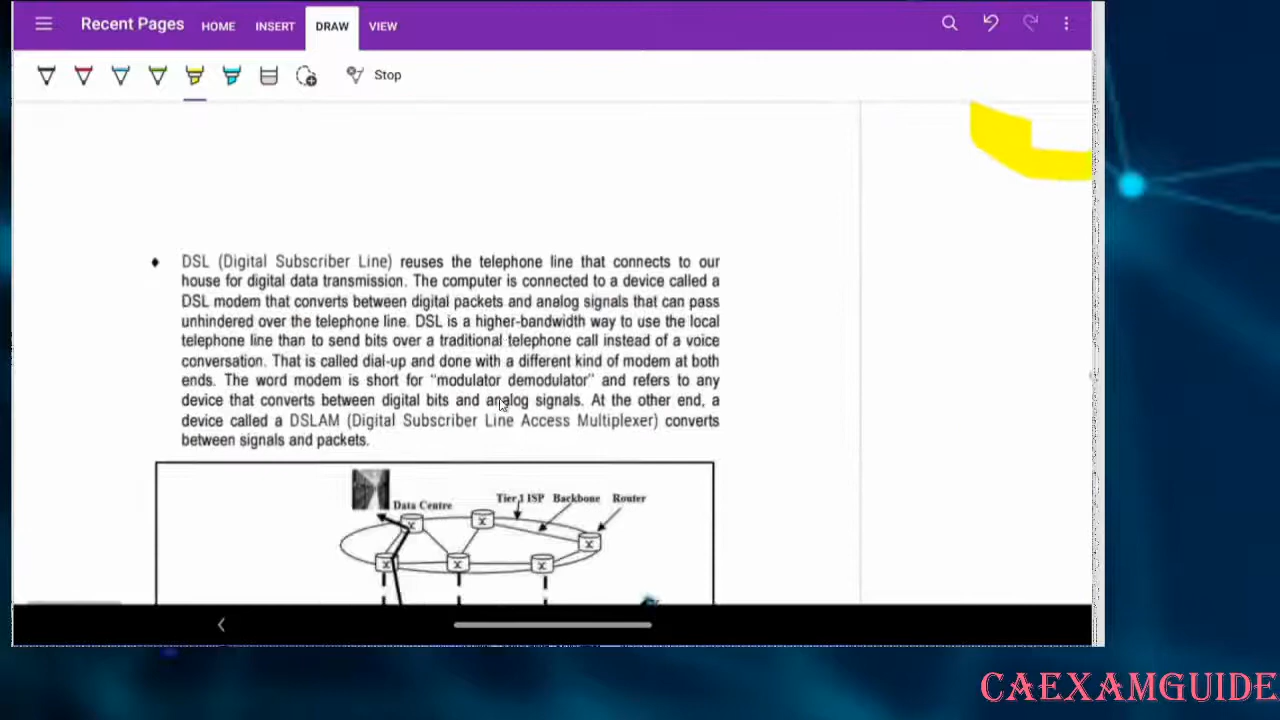 Recent Pages HOME INSERT DRAW VIEW
Stop
♦ DSL (Digital Subscriber Line) reuses the telephone line that connects to our
house for digital data transmission. The computer is connected to a device called a
DSL modem that converts between digital packets and analog signals that can pass
unhindered over the telephone line. DSL is a higher-bandwidth way to use the local
telephone line than to send bits over a traditional telephone call instead of a voice
conversation. That is called dial-up and done with a different kind of modem at both
ends. The word modem is short for “modulator demodulator” and refers to any
device that converts between digital bits and analog signals. At the other end, a
device called a DSLAM (Digital Subscriber Line Access Multiplexer) converts
between signals and packets.
Data Centre Tier 1 ISP Backbone Router
X X X
X X X
CAEXAMGUIDE